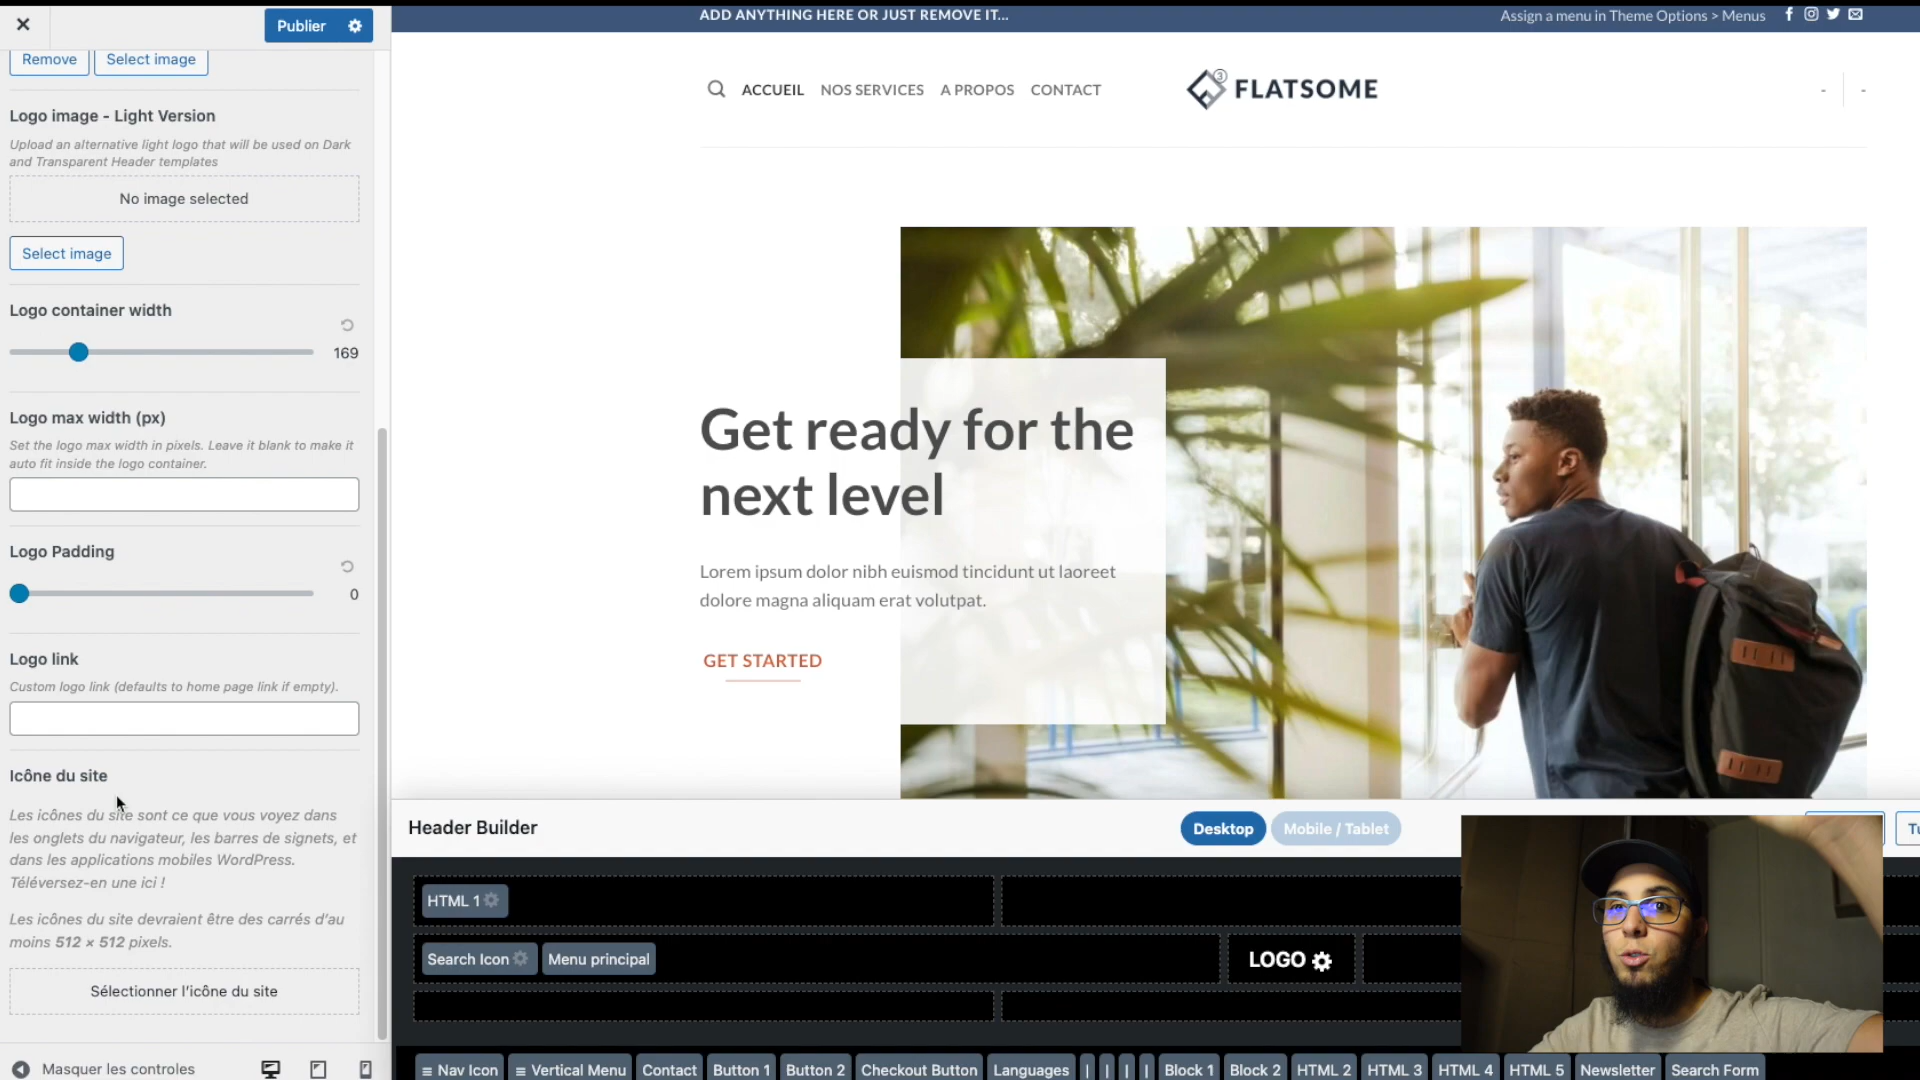 Publier
Remove
Select image
Logo image - Light Version
Upload an alternative light logo that will be used on Dark
and Transparent Header templates
No image selected
Select image
Logo container width
169
Logo max width (px)
Set the logo max width in pixels. Leave it blank to make it
auto fit inside the logo container.
Logo Padding
0
Logo link
Custom logo link (defaults to home page link if empty).
Icône du site
Les icônes du site sont ce que vous voyez dans
les onglets du navigateur, les barres de signets, et
dans les applications mobiles WordPress.
Téléversez-en une ici !
Les icônes du site devraient être des carrés d'au
moins 512 × 512 pixels.
Sélectionner l'icône du site
Masquer les controles
ADD ANYTHING HERE OR JUST REMOVE IT...
Assign a menu in Theme Options > Menus
ACCUEIL NOS SERVICES A PROPOS CONTACT
3
FLATSOME
- -
Get ready for the
next level
Lorem ipsum dolor nibh euismod tincidunt ut laoreet
dolore magna aliquam erat volutpat.
GET STARTED
Header Builder
Desktop
Mobile / Tablet
HTML 1
Search Icon
Menu principal
LOGO
≡ Nav Icon
≡ Vertical Menu
Contact
Button 1
Button 2
Checkout Button
Languages
|
|
|
|
Block 1
Block 2
HTML 2
HTML 3
HTML 4
HTML 5
Newsletter
Search Form